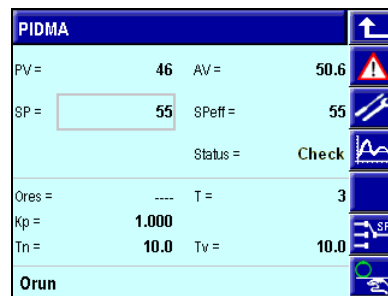 PIDMA
PV = 46 AV = 50.6
SP = 55 SPeff = 55
Status = Check
Ores = ---- T = 3
Kp = 1.000
Tn = 10.0 Tv = 10.0
Orun
SP